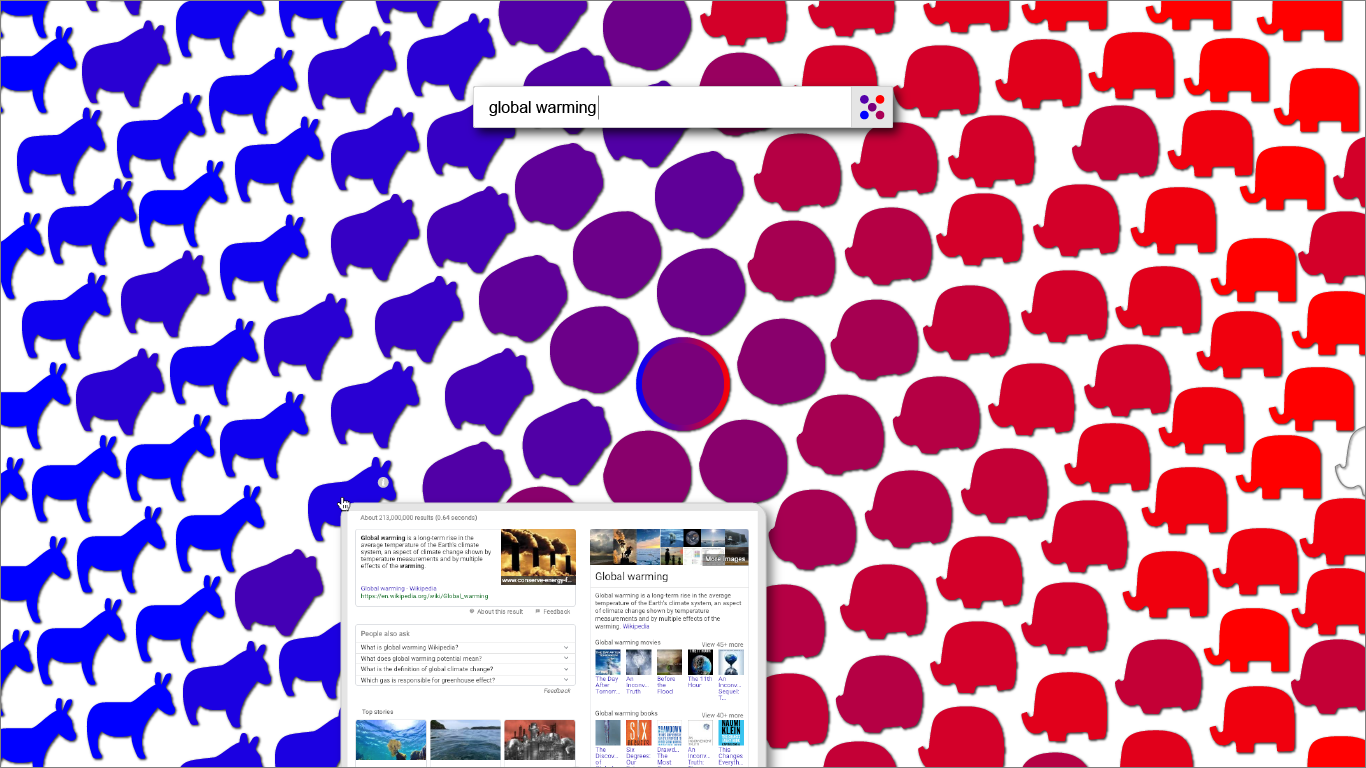 global warming
About 213,000,000 results (0.64 seconds)
Global warming is a long-term rise in the
average temperature of the Earth's climate
system, an aspect of climate change shown by
temperature measurements and by multiple
effects of the warming.
www.conserve-energy-f...
Global warming - Wikipedia
https://en.wikipedia.org/wiki/Global_warming
About this result
Feedback
People also ask
What is global warming Wikipedia?
What does global warming potential mean?
What is the definition of global climate change?
Which gas is responsible for greenhouse effect?
Feedback
Top stories
More images
Global warming
Global warming is a long-term rise in the average
temperature of the Earth's climate system, an aspect
of climate change shown by temperature
measurements and by multiple effects of the
warming. Wikipedia
Global warming movies
View 45+ more
The Day
After
Tomorr...
An
Inconv...
Truth
Before
the
Flood
The 11th
Hour
An
Inconv...
Sequel:
T...
Global warming books
View 40+ more
SIX
DEGREES
NAOMI
KLEIN
The
Discov...
of
Six
Degrees:
Our
Drawd...
The
Most
An
Inconv...
Truth:
This
Changes
Everyth...